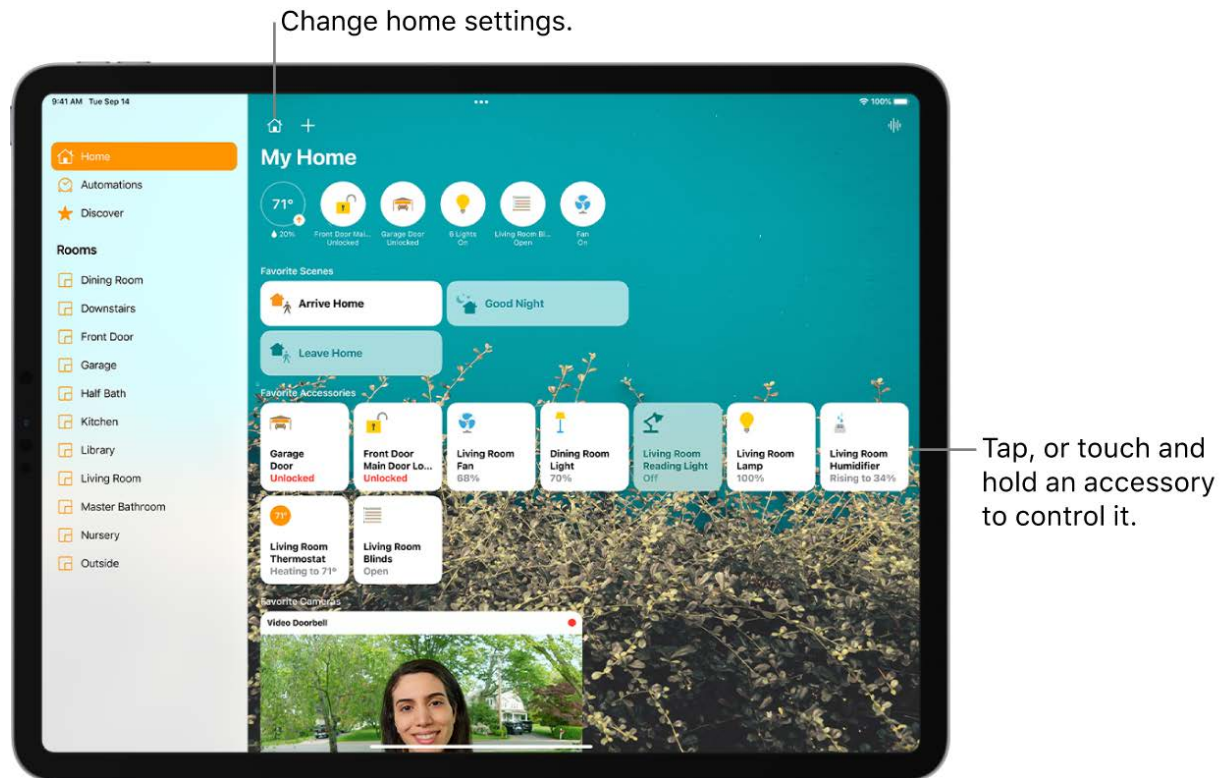 Change home settings.
9:41 AM Tue Sep 14
100%
Home
Automations
Discover
Rooms
Dining Room
Downstairs
Front Door
Garage
Half Bath
Kitchen
Library
Living Room
Master Bathroom
Nursery
Outside
My Home
71°
20%
Front Door Mai...
Unlocked
Garage Door
Unlocked
6 Lights
On
Living Room Bl...
Open
Fan
On
Favorite Scenes
Arrive Home
Good Night
Leave Home
Favorite Accessories
Garage
Door
Unlocked
Front Door
Main Door Lo...
Unlocked
Living Room
Fan
68%
Dining Room
Light
70%
Living Room
Reading Light
Off
Living Room
Lamp
100%
Living Room
Humidifier
Rising to 34%
71°
Living Room
Thermostat
Heating to 71°
Living Room
Blinds
Open
Favorite Cameras
Video Doorbell
Tap, or touch and
hold an accessory
to control it.